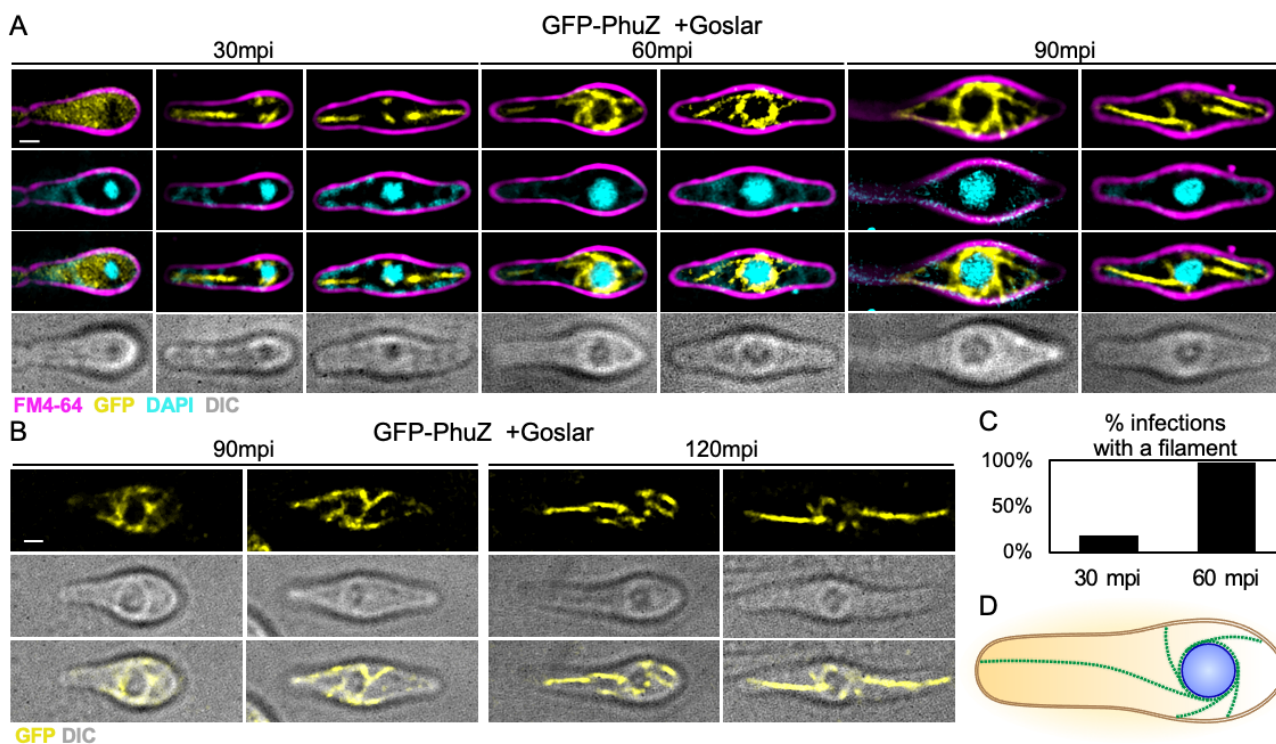 A
GFP-PhuZ +Goslar
30mpi 60mpi 90mpi
FM4-64 GFP DAPI DIC
B
GFP-PhuZ +Goslar
90mpi 120mpi
GFP DIC
C
% infections
with a filament
100%
50%
0%
30 mpi 60 mpi
D